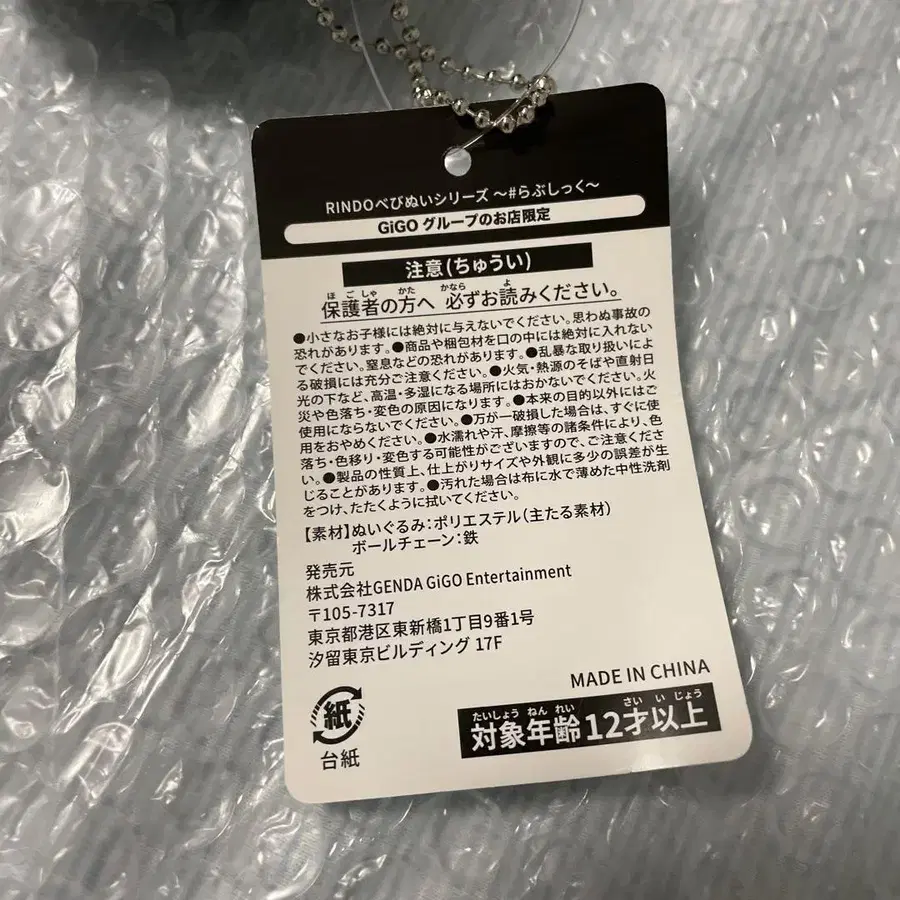 RINDOべびぬいシリーズ ～#らぶしっく～
GiGO グループのお店限定
注意(ちゅうい)
ほごしゃ かた かなら よ
保護者の方へ 必ずお読みください。
●小さなお子様には絶対に与えないでください。思わぬ事故の
恐れがあります。●商品や梱包材を口の中には絶対に入れない
でください。窒息などの恐れがあります。●乱暴な取り扱いによ
る破損には充分ご注意ください。●火気・熱源のそばや直射日
光の下など、高温・多湿になる場所にはおかないでください。火
災や色落ち・変色の原因になります。●本来の目的以外にはご
使用にならないでください。●万が一破損した場合は、すぐに使
用をおやめください。●水濡れや汗、摩擦等の諸条件により、色
落ち・色移り・変色する可能性がございますので、ご注意くださ
い。●製品の性質上、仕上がりサイズや外観に多少の誤差が生
じることがあります。●汚れた場合は布に水で薄めた中性洗剤
をつけ、たたくように拭いてください。
【素材】ぬいぐるみ：ポリエステル（主たる素材）
ボールチェーン：鉄
発売元
株式会社GENDA GiGO Entertainment
〒105-7317
東京都港区東新橋1丁目9番1号
汐留東京ビルディング 17F
MADE IN CHINA
たいしょう ねん れい さい い じょう
対象年齢 12才以上
紙
台紙